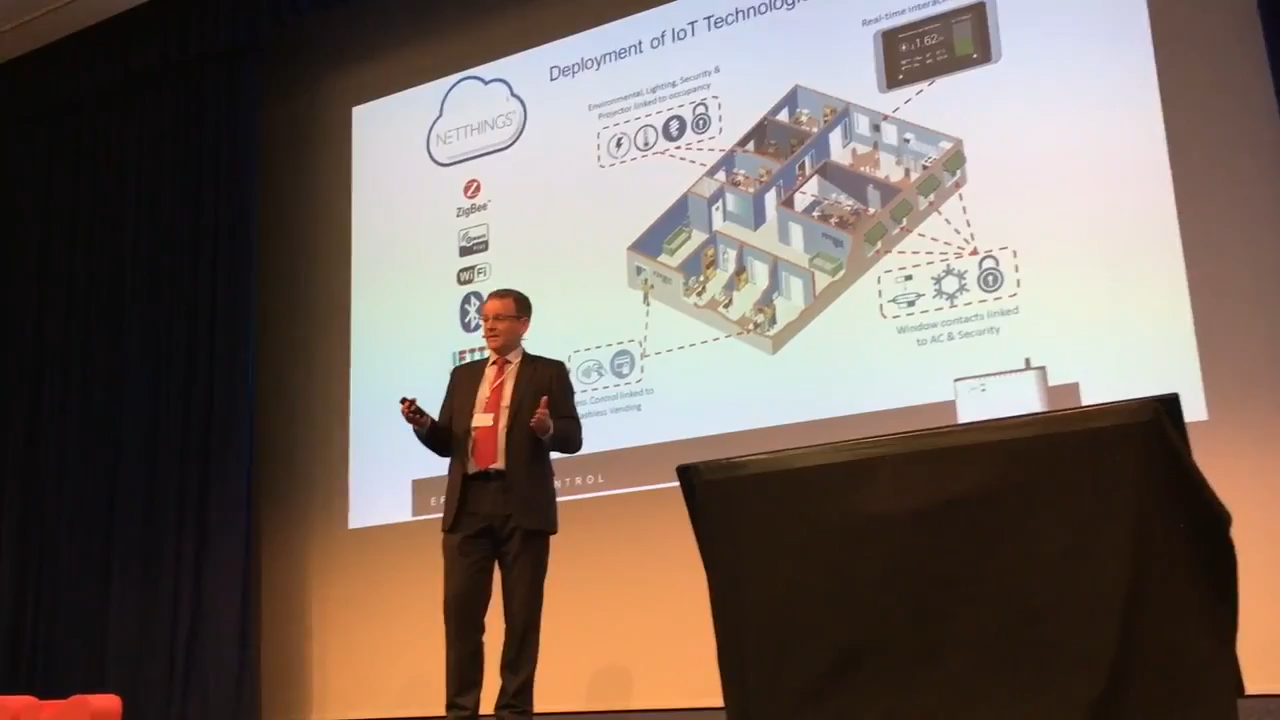 Deployment of IoT Technologi
Real-time interac
NETTHINGS
Environmental, Lighting, Security &
Projector linked to occupancy
1.62
Z
ZigBee
WiFi
Window contacts linked
to AC & Security
ess Control linked to
ashless Vending
NTROL